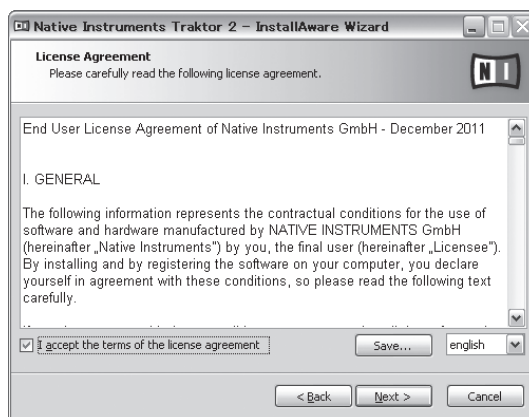 Native Instruments Traktor 2 - InstallAware Wizard
License Agreement
Please carefully read the following license agreement.
N I
End User License Agreement of Native Instruments GmbH - December 2011
I. GENERAL
The following information represents the contractual conditions for the use of
software and hardware manufactured by NATIVE INSTRUMENTS GmbH
(hereinafter „Native Instruments") by you, the final user (hereinafter „Licensee").
By installing and by registering the software on your computer, you declare
yourself in agreement with these conditions, so please read the following text
carefully.
I accept the terms of the license agreement
Save...
english
< Back
Next >
Cancel